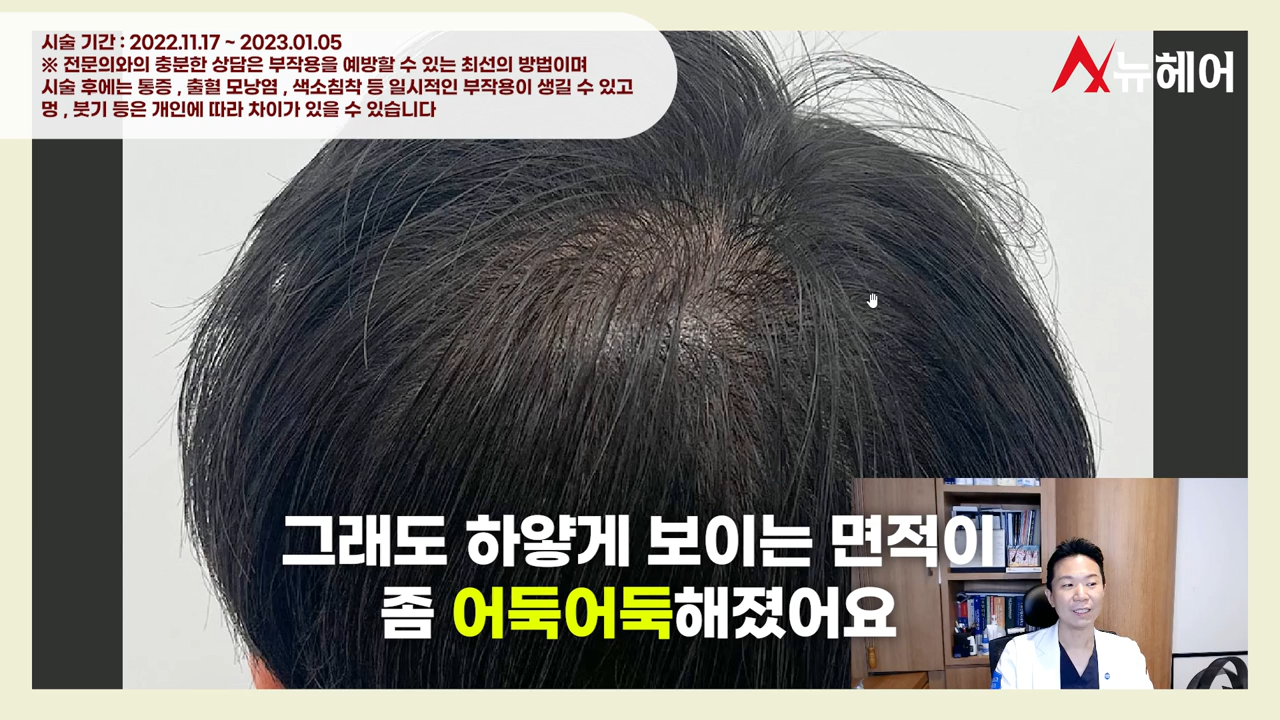 시술 기간 : 2022.11.17 ~ 2023.01.05
※ 전문의와의 충분한 상담은 부작용을 예방할 수 있는 최선의 방법이며
시술 후에는 통증 , 출혈 모낭염 , 색소침착 등 일시적인 부작용이 생길 수 있고
멍 , 붓기 등은 개인에 따라 차이가 있을 수 있습니다
뉴헤어
그래도 하얗게 보이는 면적이
좀 어둑어둑해졌어요